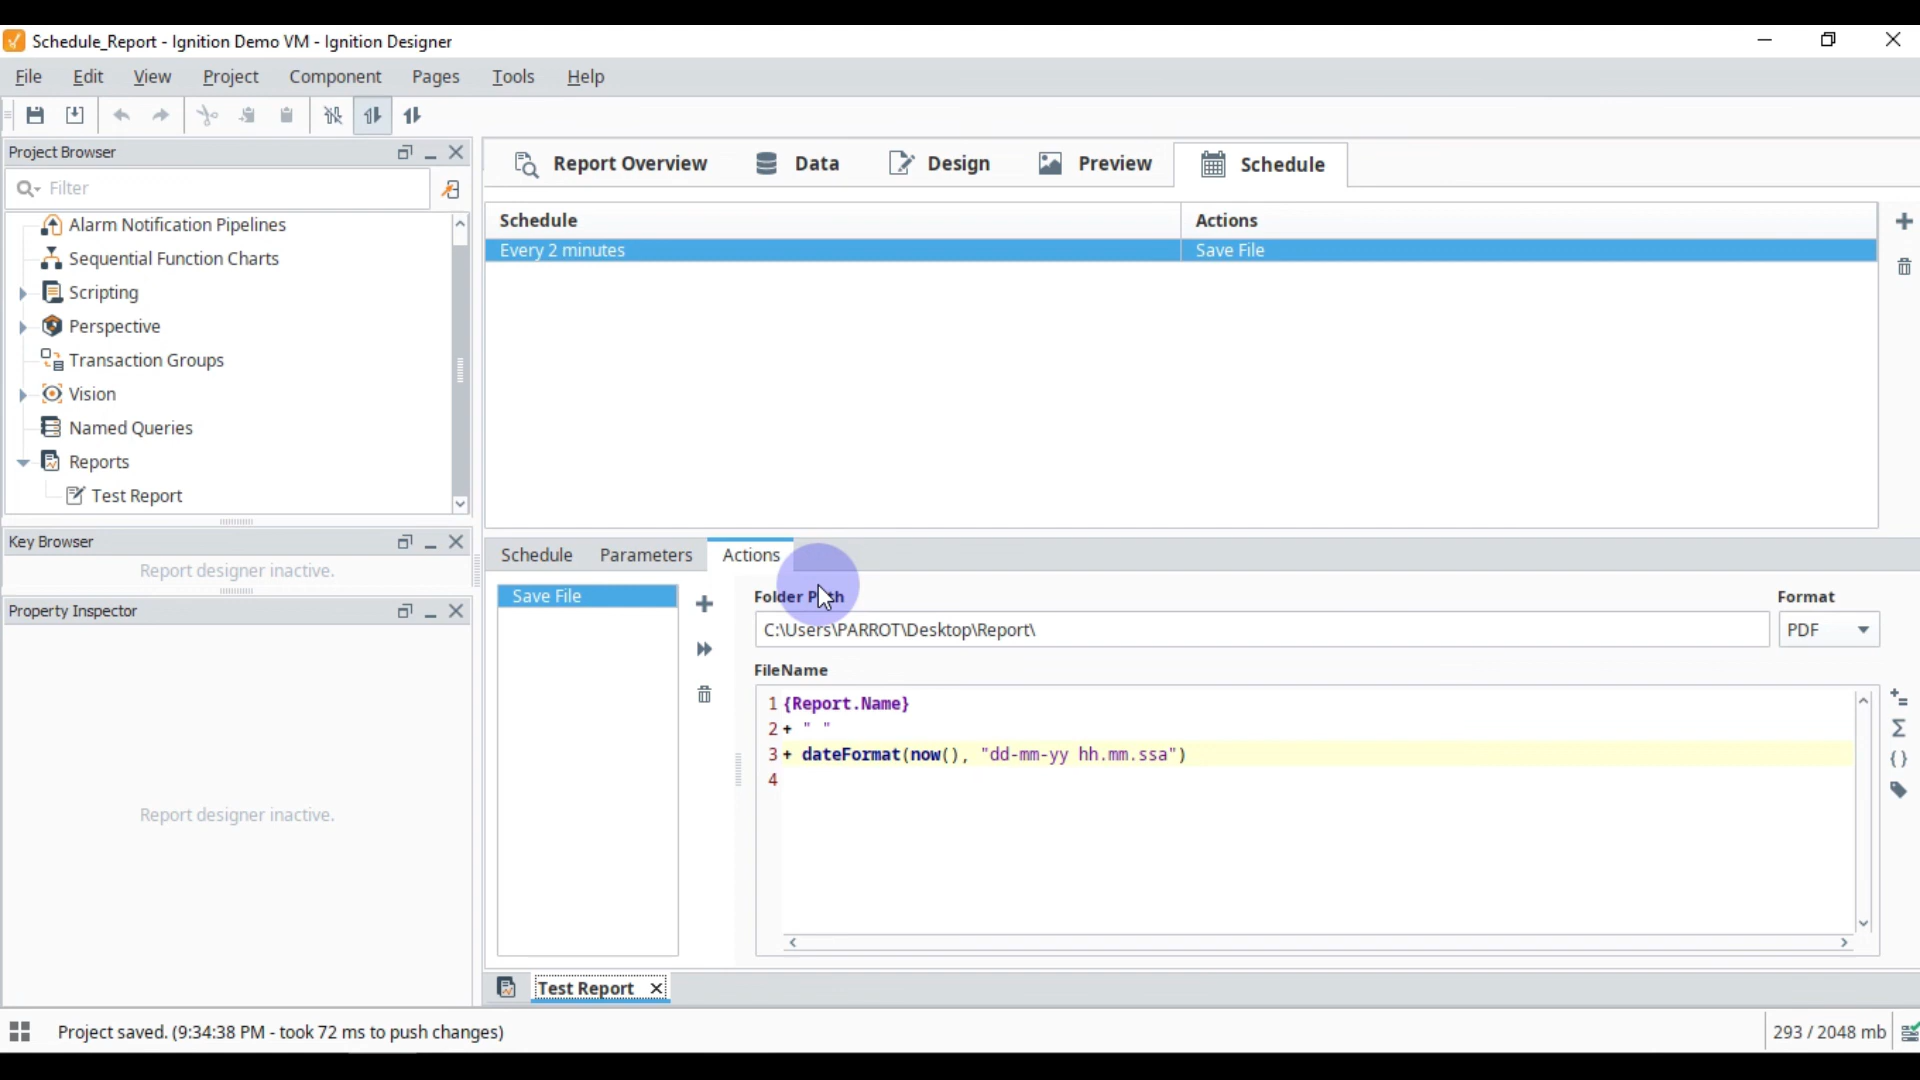 Schedule_Report - Ignition Demo VM - Ignition Designer
File Edit View Project Component Pages Tools Help
Project Browser
Filter
Alarm Notification Pipelines
Sequential Function Charts
Scripting
Perspective
Transaction Groups
Vision
Named Queries
Reports
Test Report
Key Browser
Report designer inactive.
Property Inspector
Report designer inactive.
Report Overview Data Design Preview Schedule
Schedule Actions
Every 2 minutes Save File
Schedule Parameters Actions
Save File
Folder Path Format
C:\Users\PARROT\Desktop\Report\ PDF
FileName
1 {Report.Name}
2 + " "
3 + dateFormat(now(), "dd-mm-yy hh.mm.ssa")
4
Test Report
Project saved. (9:34:38 PM - took 72 ms to push changes) 293 / 2048 mb